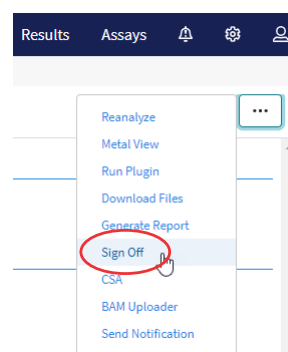 Results Assays
...
Reanalyze
Metal View
Run Plugin
Download Files
Generate Report
Sign Off
CSA
BAM Uploader
Send Notification